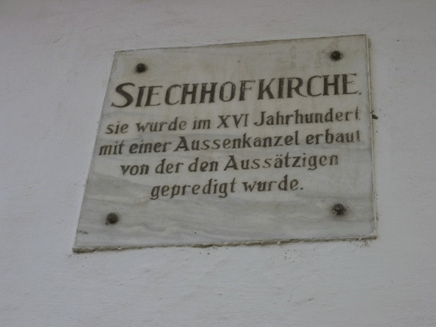 SIECHHOFKIRCHE.
sie wurde im XVI Jahrhundert
mit einer Aussenkanzel erbaut
von der den Aussätzigen
gepredigt wurde.